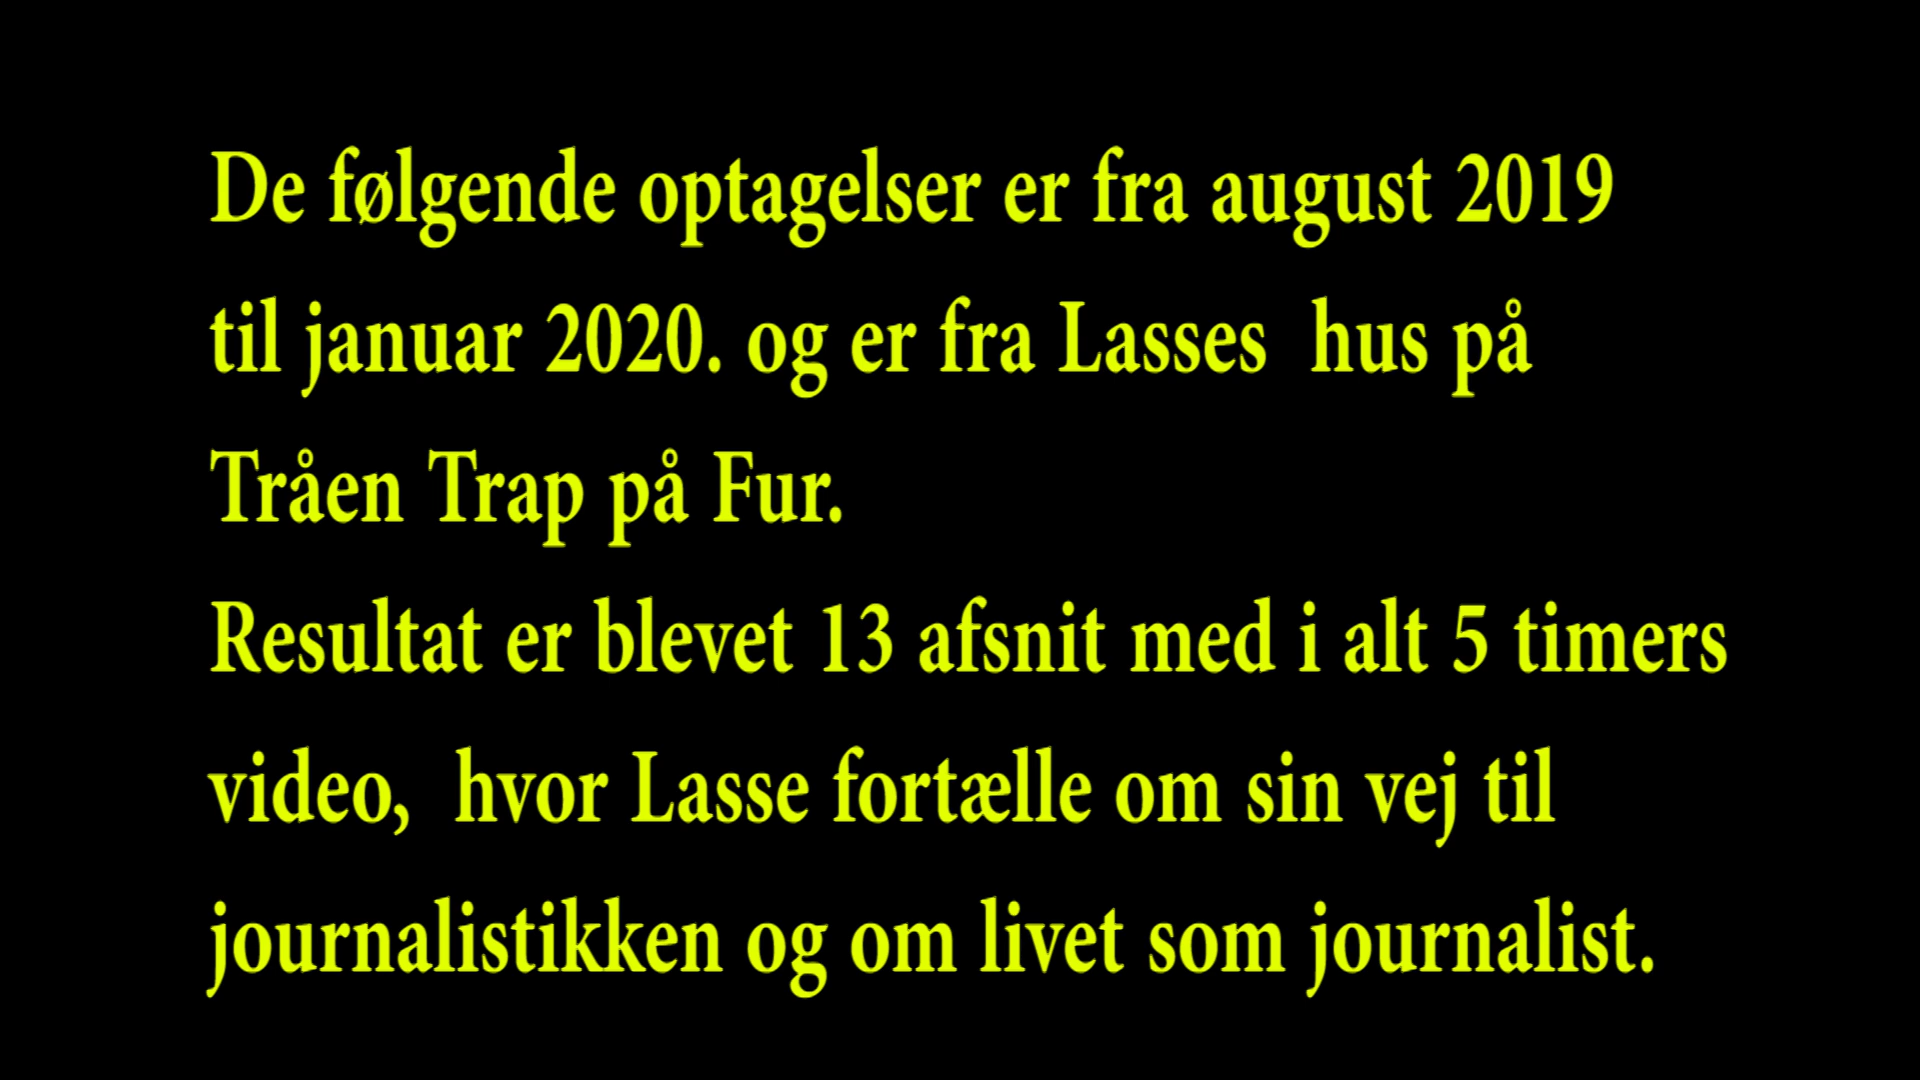 De følgende optagelser er fra august 2019
til januar 2020. og er fra Lasses  hus på
Tråen Trap på Fur.
Resultat er blevet 13 afsnit med i alt 5 timers
video,  hvor Lasse fortælle om sin vej til
journalistikken og om livet som journalist.